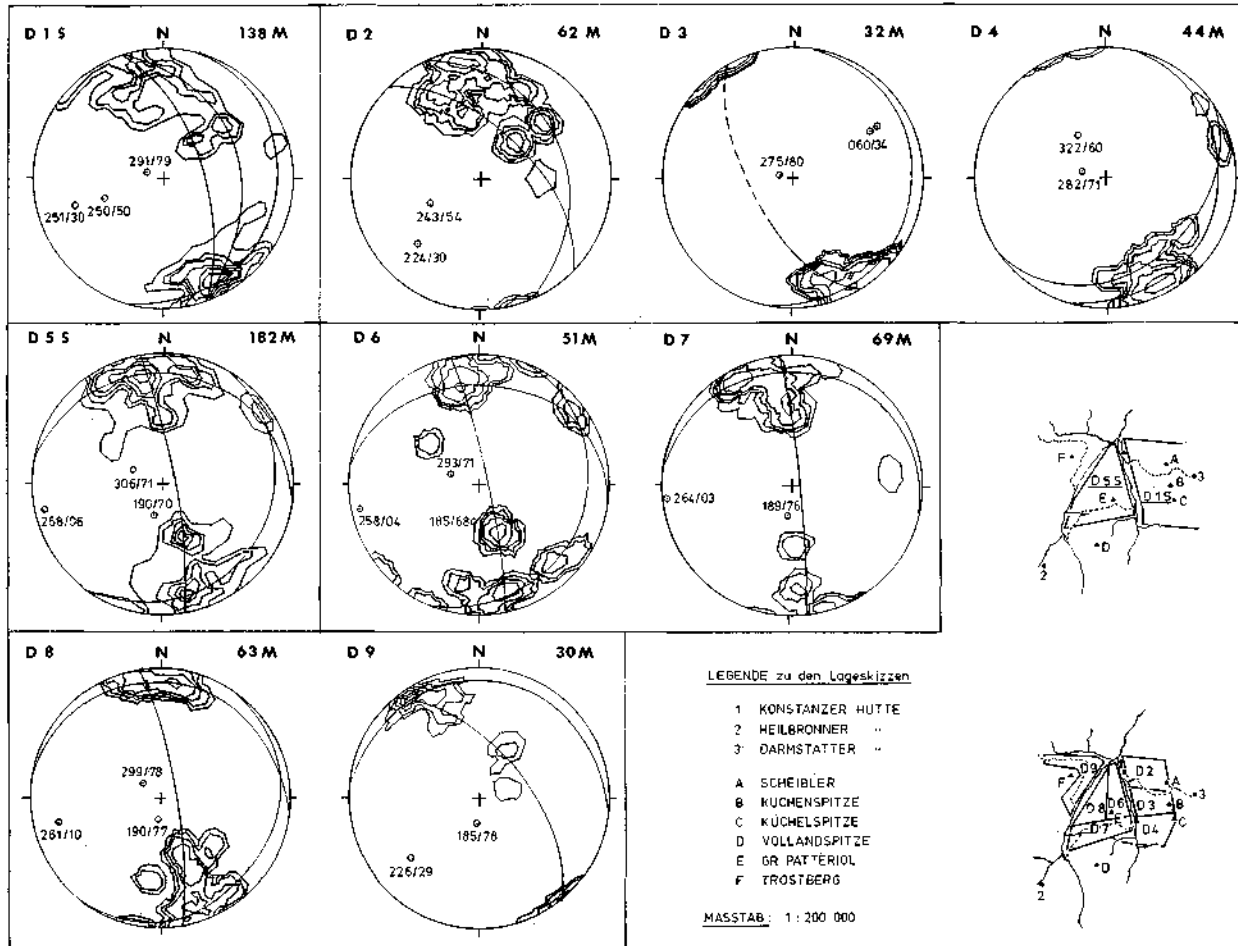 D 1 S N 138 M
291/79
251/30
250/50
D 2 N 62 M
243/54
224/30
D 3 N 32 M
275/80
060/34
D 4 N 44 M
322/60
282/71
D 5 S N 182 M
306/71
190/70
258/06
D 6 N 51 M
293/71
258/04
185/68
D 7 N 69 M
264/03
189/76
F
A
3
B
C
D 5 S
E
D 1 S
D
2
D 8 N 63 M
299/78
261/10
190/77
D 9 N 30 M
185/78
226/29
LEGENDE zu den Lageskizzen
1 KONSTANZER HÜTTE
2 HEILBRONNER "
3 DARMSTÄTTER "
A SCHEIBLER
B KUCHENSPITZE
C KÜCHELSPITZE
D VOLLANDSPITZE
E GR PATTERIOL
F TROSTBERG
MASSTAB: 1 : 200 000
D9
D2
F
A
3
D8
D6
D3
B
E
C
D7
D4
D
2